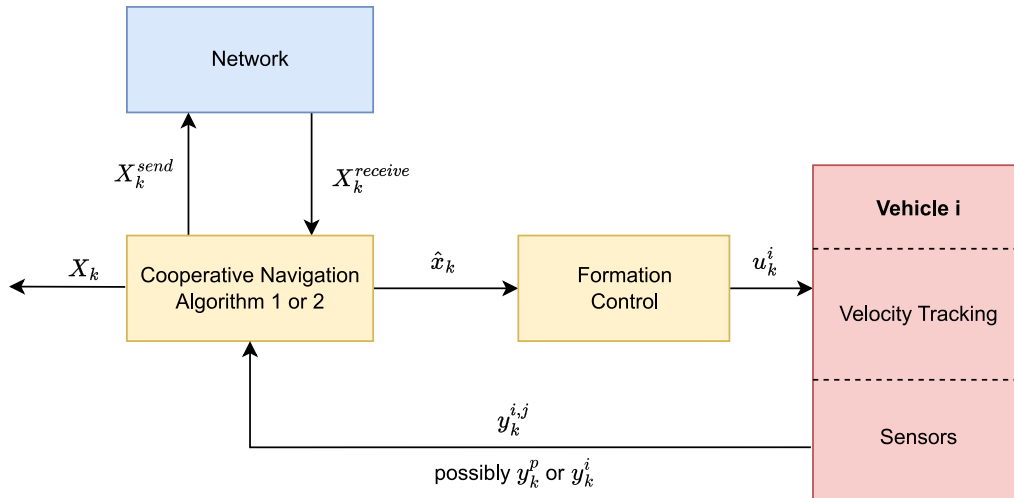 Network
X_k^{send}
X_k^{receive}
Vehicle i
X_k
Cooperative Navigation
Algorithm 1 or 2
\hat{x}_k
Formation
Control
u_k^i
Velocity Tracking
y_k^{i,j}
Sensors
possibly y_k^p or y_k^i